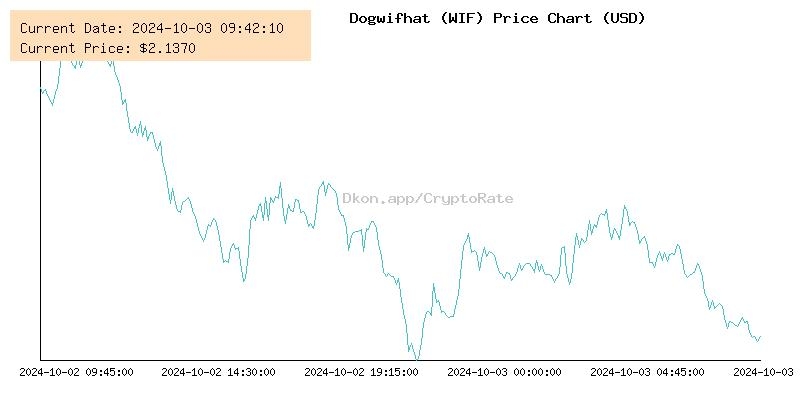 Dogwifhat (WIF) Price Chart (USD)
Current Date: 2024-10-03 09:42:10
Current Price: $2.1370
Dkon.app/CryptoRate
2024-10-02 09:45:00 2024-10-02 14:30:00 2024-10-02 19:15:00 2024-10-03 00:00:00 2024-10-03 04:45:00 2024-10-03